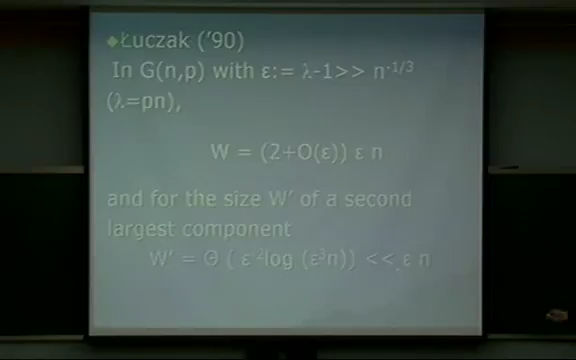 ◆Łuczak ('90)
In G(n,p) with ε:= λ-1>> n⁻¹/³
(λ=pn),
W = (2+O(ε)) ε n
and for the size W' of a second
largest component
W' = Θ ( ε⁻²log (ε³n)) << ε n